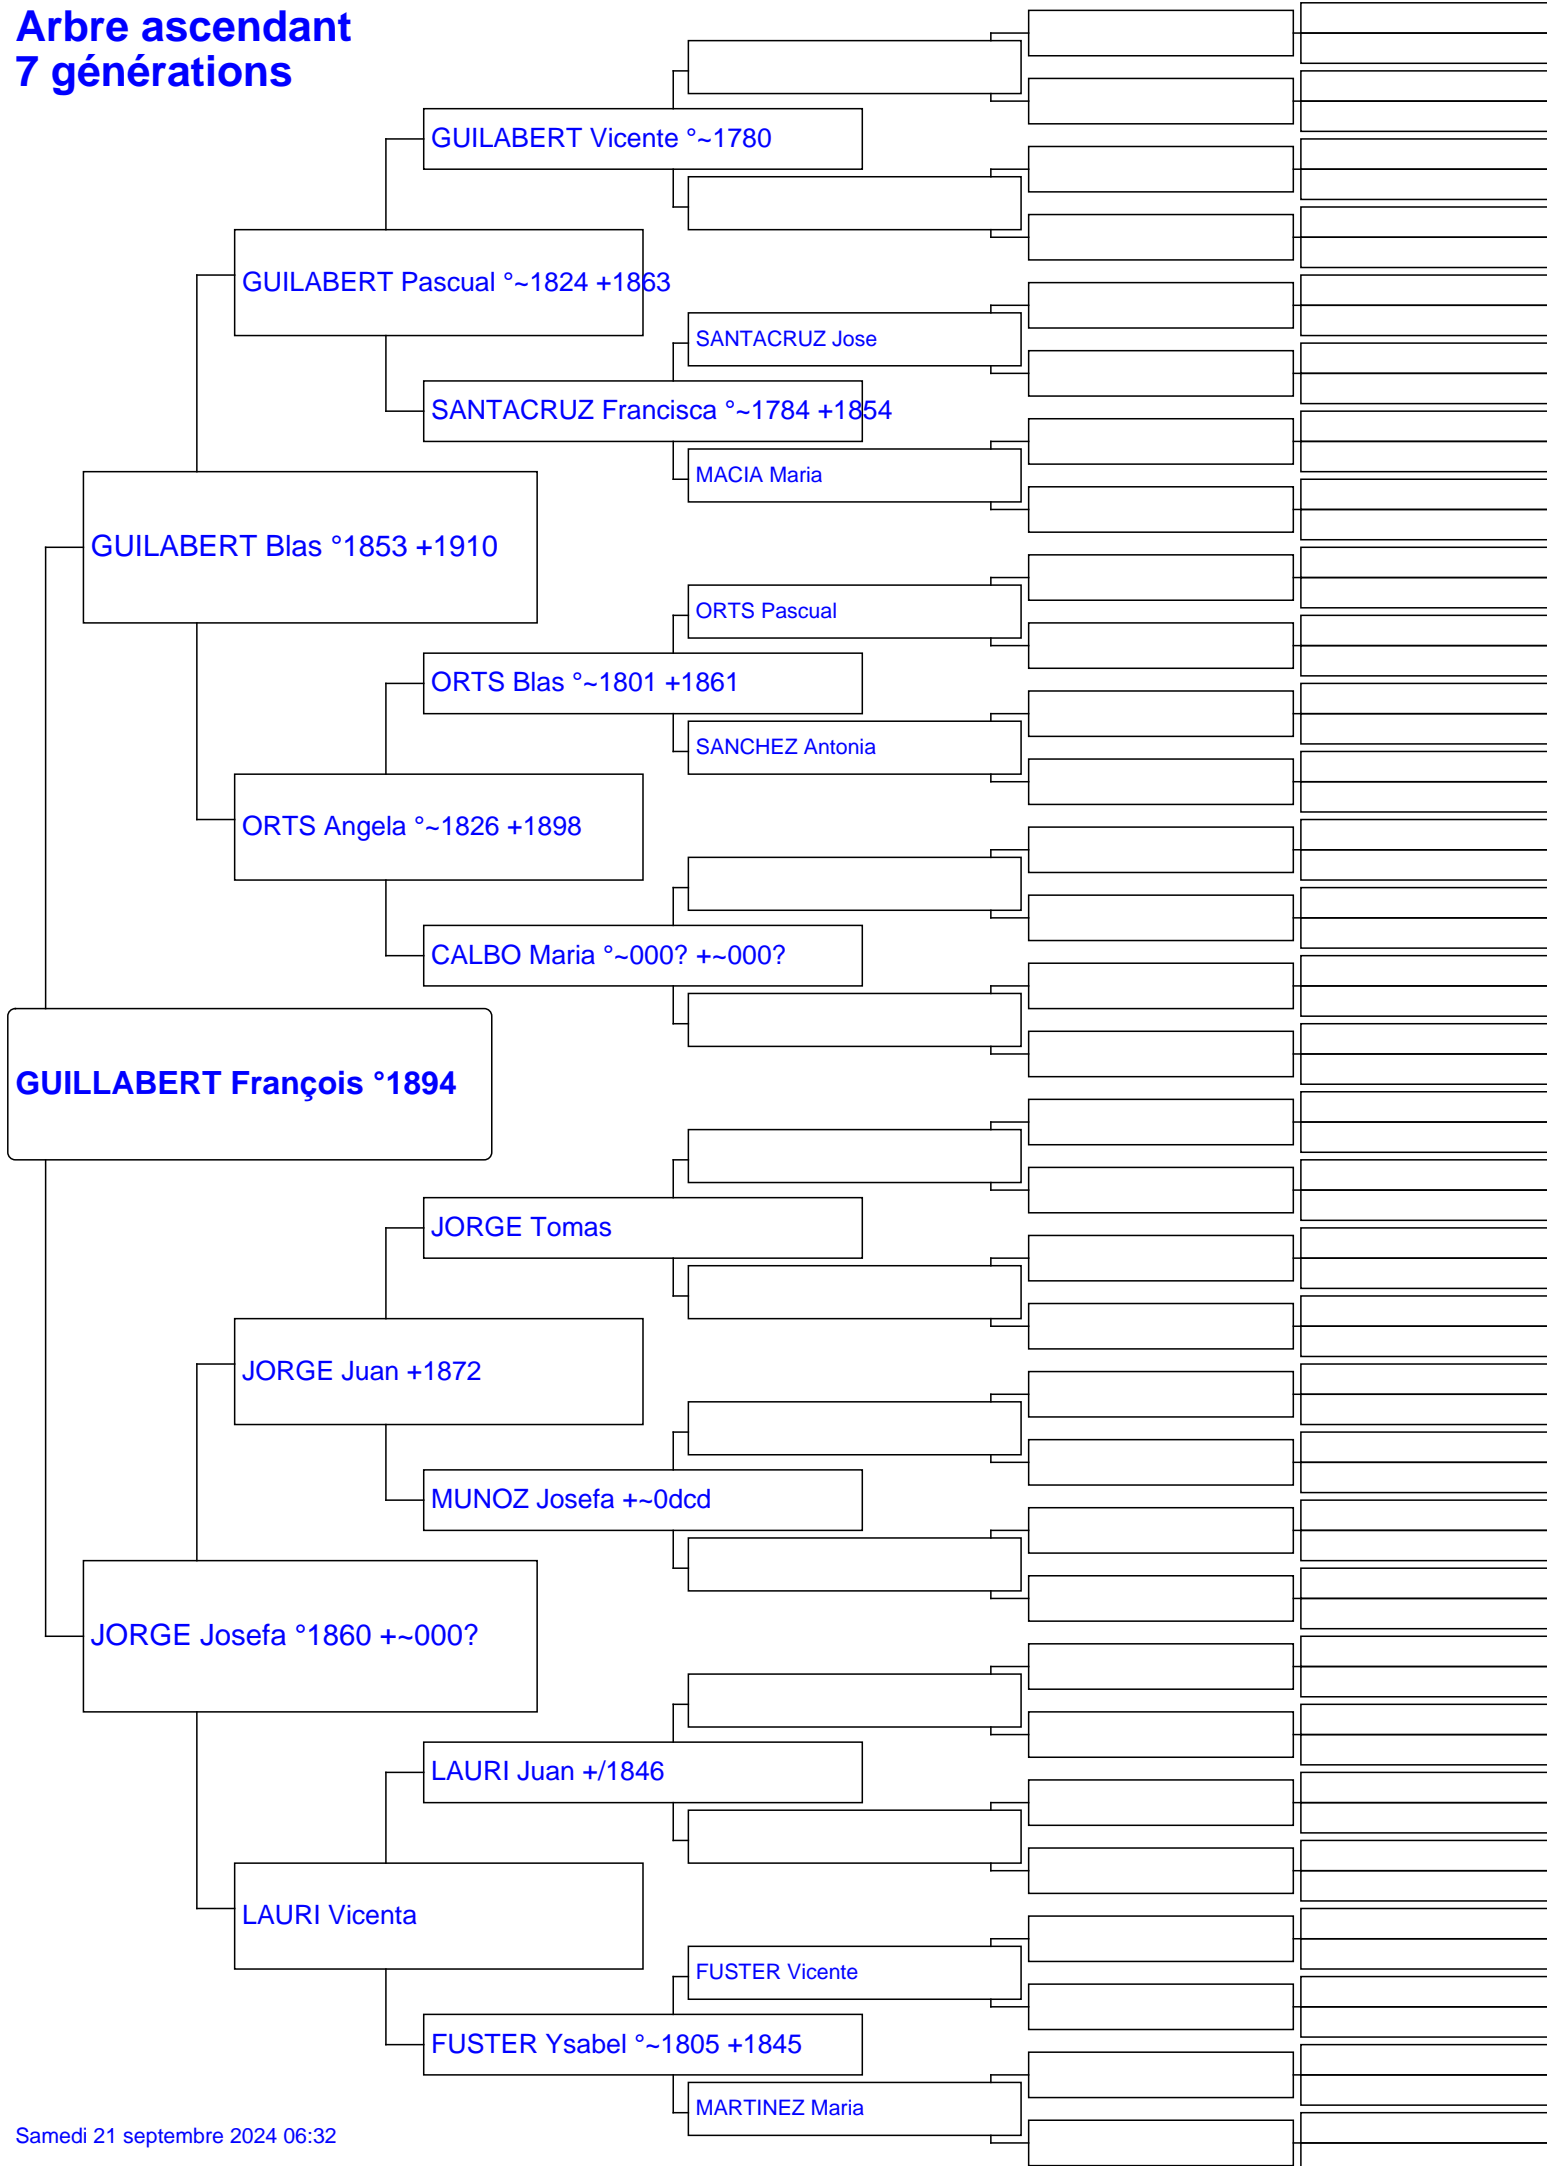 Arbre ascendant
7 générations
GUILABERT Vicente °~1780
GUILABERT Pascual °~1824 +1863
SANTACRUZ Jose
SANTACRUZ Francisca °~1784 +1854
MACIA Maria
GUILABERT Blas °1853 +1910
ORTS Pascual
ORTS Blas °~1801 +1861
SANCHEZ Antonia
ORTS Angela °~1826 +1898
CALBO Maria °~000? +~000?
GUILLABERT François °1894
JORGE Tomas
JORGE Juan +1872
MUNOZ Josefa +~0dcd
JORGE Josefa °1860 +~000?
LAURI Juan +/1846
LAURI Vicenta
FUSTER Vicente
FUSTER Ysabel °~1805 +1845
MARTINEZ Maria
Samedi 21 septembre 2024 06:32